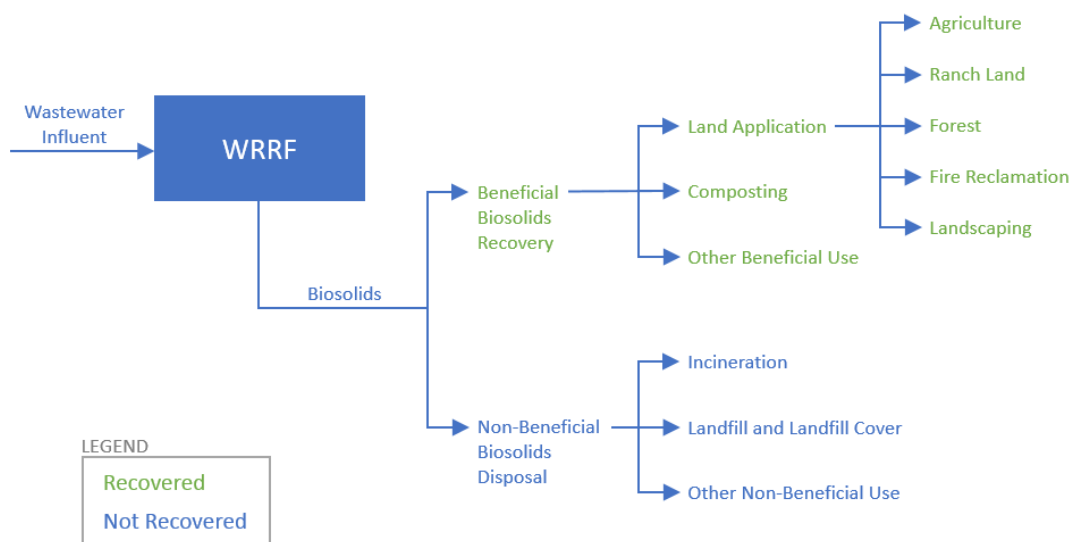 Wastewater
Influent
WRRF
Biosolids
Beneficial
Biosolids
Recovery
Land Application
Composting
Other Beneficial Use
Agriculture
Ranch Land
Forest
Fire Reclamation
Landscaping
Non-Beneficial
Biosolids
Disposal
Incineration
Landfill and Landfill Cover
Other Non-Beneficial Use
LEGEND
Recovered
Not Recovered